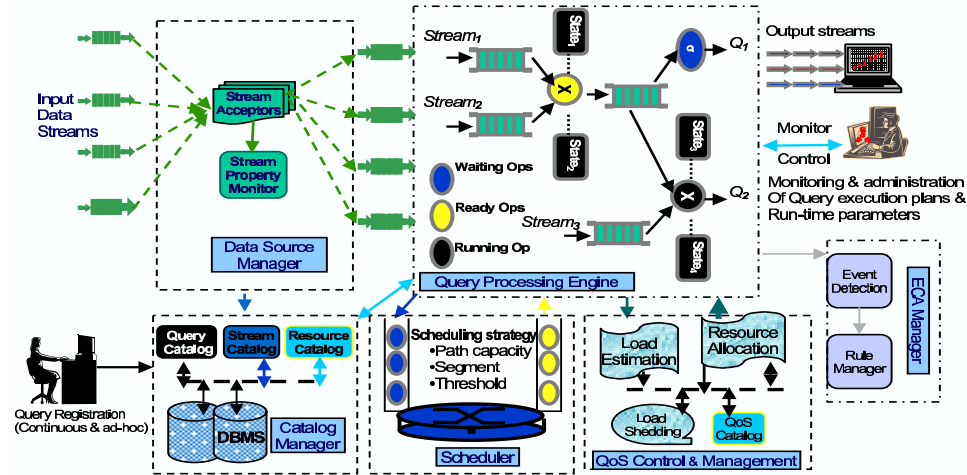 Input
Data
Streams
Stream
Acceptors
Stream
Property
Monitor
Data Source
Manager
Stream1
Stream2
Stream3
State1
State2
State3
State4
X
X
σ
Q1
Q2
Waiting Ops
Ready Ops
Running Op
Query Processing Engine
Output streams
Monitor
Control
Monitoring & administration
Of Query execution plans &
Run-time parameters
Event
Detection
Rule
Manager
ECA Manager
Query Registration
(Continuous & ad-hoc)
Query
Catalog
Stream
Catalog
Resource
Catalog
DBMS
Catalog
Manager
Scheduling strategy
•Path capacity
•Segment
•Threshold
Scheduler
Load
Estimation
Resource
Allocation
Load
Shedding
QoS
Catalog
QoS Control & Management